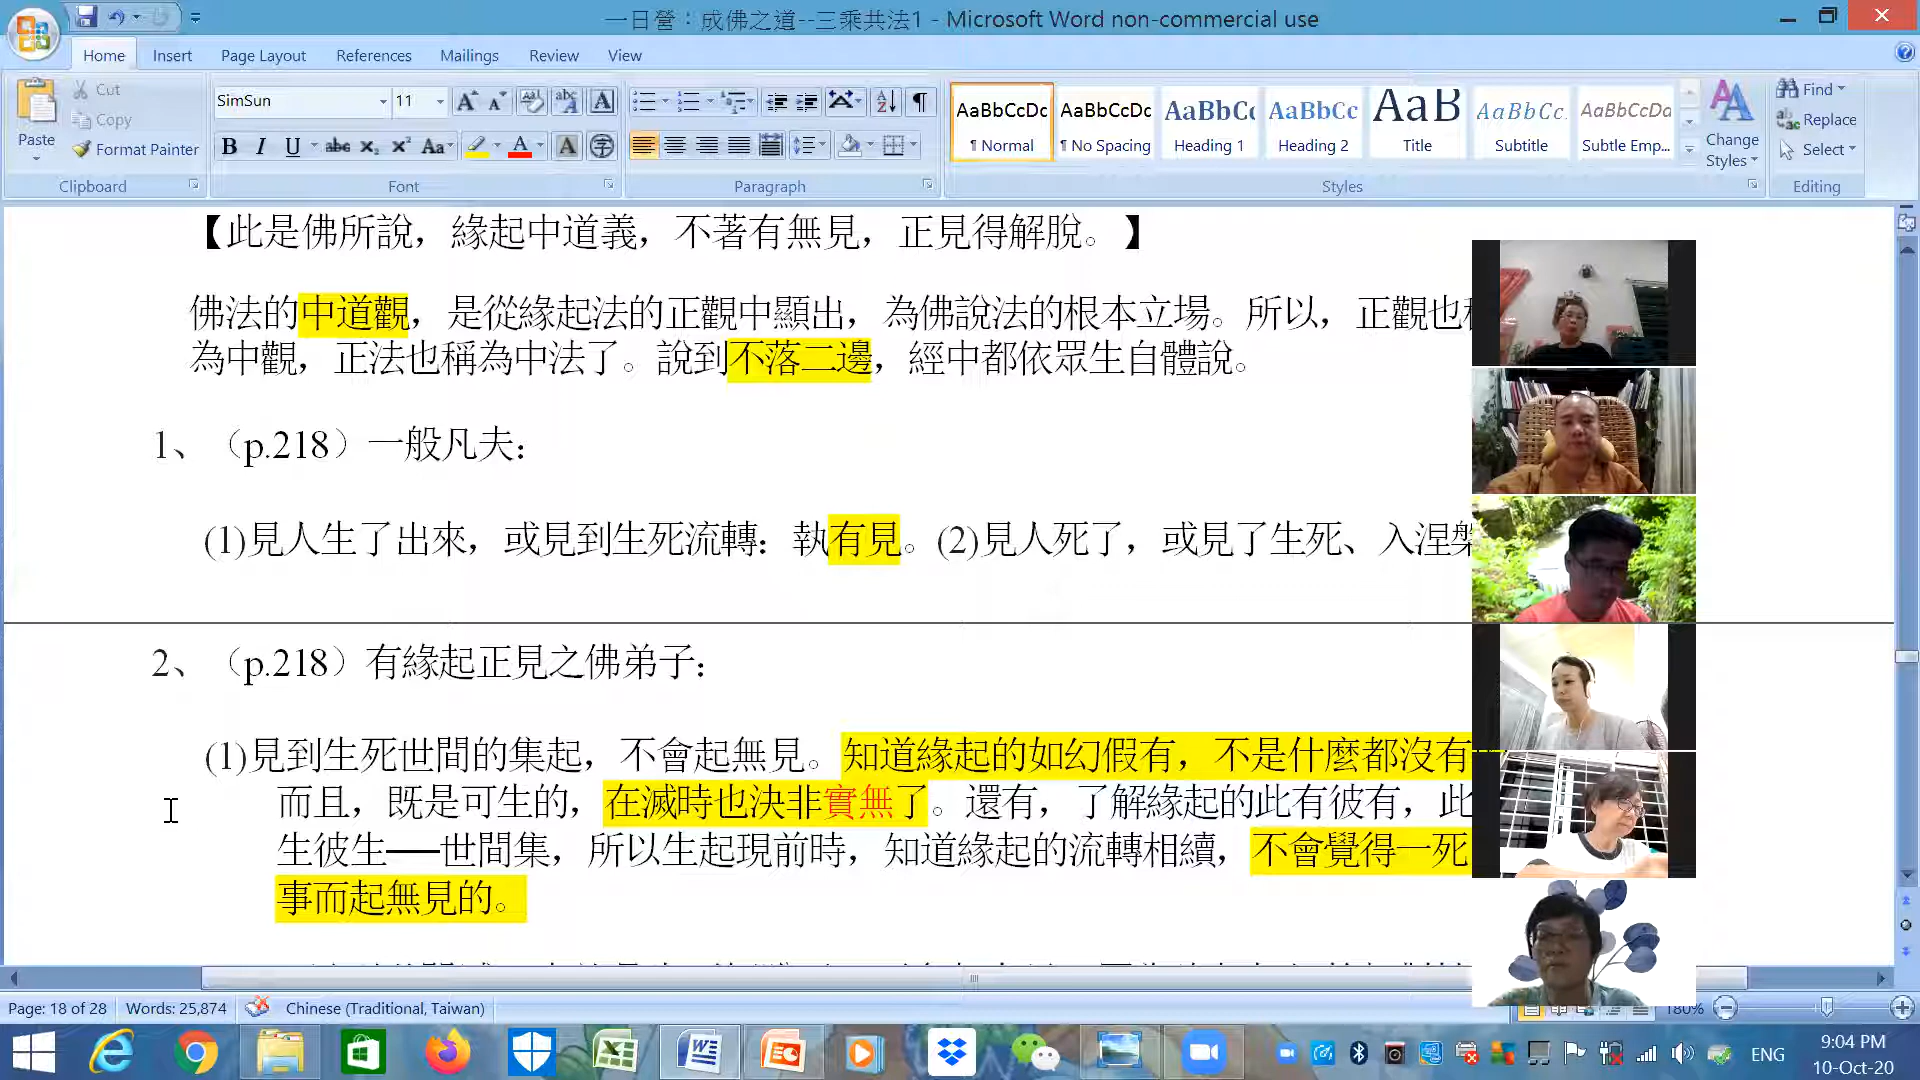 一日營：成佛之道--三乘共法1 - Microsoft Word non-commercial use
Home Insert Page Layout References Mailings Review View
Paste Cut Copy Format Painter Clipboard
SimSun 11 Font
Paragraph
AaBbCcDc AaBbCcDc AaBbCc AaBbCc AaB AaBbCc. AaBbCcDa
¶ Normal ¶ No Spacing Heading 1 Heading 2 Title Subtitle Subtle Emp...
Change Styles Styles
Find Replace Select Editing
【此是佛所說，緣起中道義，不著有無見，正見得解脫。】
佛法的中道觀，是從緣起法的正觀中顯出，為佛說法的根本立場。所以，正觀也
為中觀，正法也稱為中法了。說到不落二邊，經中都依眾生自體說。
1、（p.218）一般凡夫：
(1)見人生了出來，或見到生死流轉：執有見。(2)見人死了，或見了生死、入涅槃
2、（p.218）有緣起正見之佛弟子：
(1)見到生死世間的集起，不會起無見。知道緣起的如幻假有，不是什麼都沒有
而且，既是可生的，在滅時也決非實無了。還有，了解緣起的此有彼有，此
生彼生──世間集，所以生起現前時，知道緣起的流轉相續，不會覺得一死
事而起無見的。
Page: 18 of 28 Words: 25,874 Chinese (Traditional, Taiwan) 180%
ENG 9:04 PM
10-Oct-20